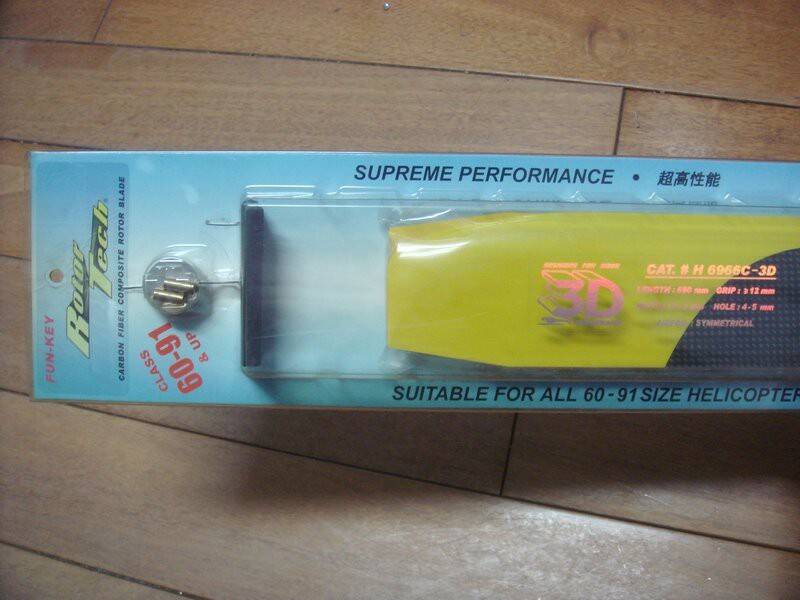 SUPREME PERFORMANCE • 超高性能
FUN-KEY
Rotor
Tech
CARBON FIBER COMPOSITE ROTOR BLADE
CLASS
60-91
& UP
3D
CAT. # H 6966C-3D
LENGTH : 690 mm GRIP : 12 mm
HOLE : 4-5 mm
SYMMETRICAL
SUITABLE FOR ALL 60-91 SIZE HELICOPTER